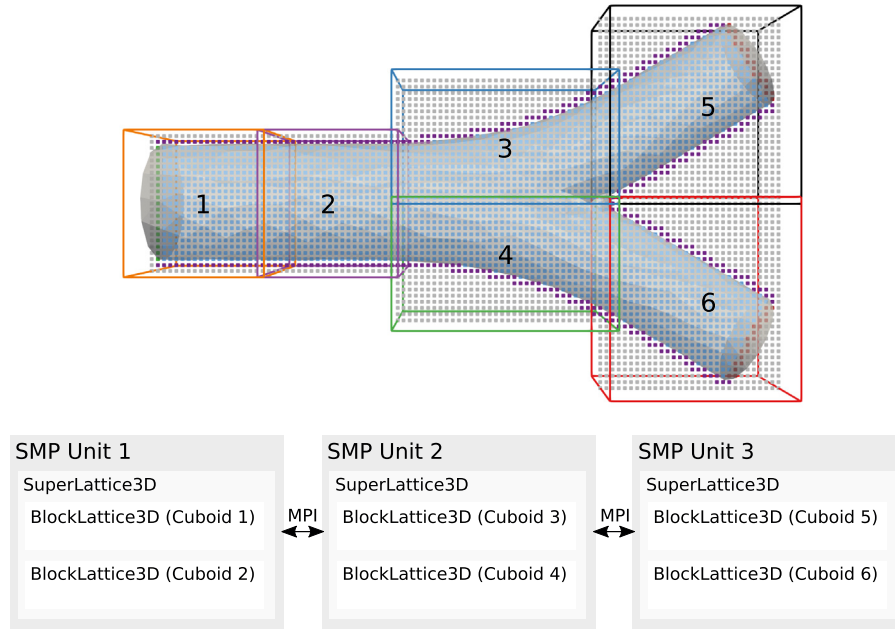 5
3
1
2
4
6
SMP Unit 1
SuperLattice3D
BlockLattice3D (Cuboid 1)
BlockLattice3D (Cuboid 2)
MPI
SMP Unit 2
SuperLattice3D
BlockLattice3D (Cuboid 3)
BlockLattice3D (Cuboid 4)
MPI
SMP Unit 3
SuperLattice3D
BlockLattice3D (Cuboid 5)
BlockLattice3D (Cuboid 6)